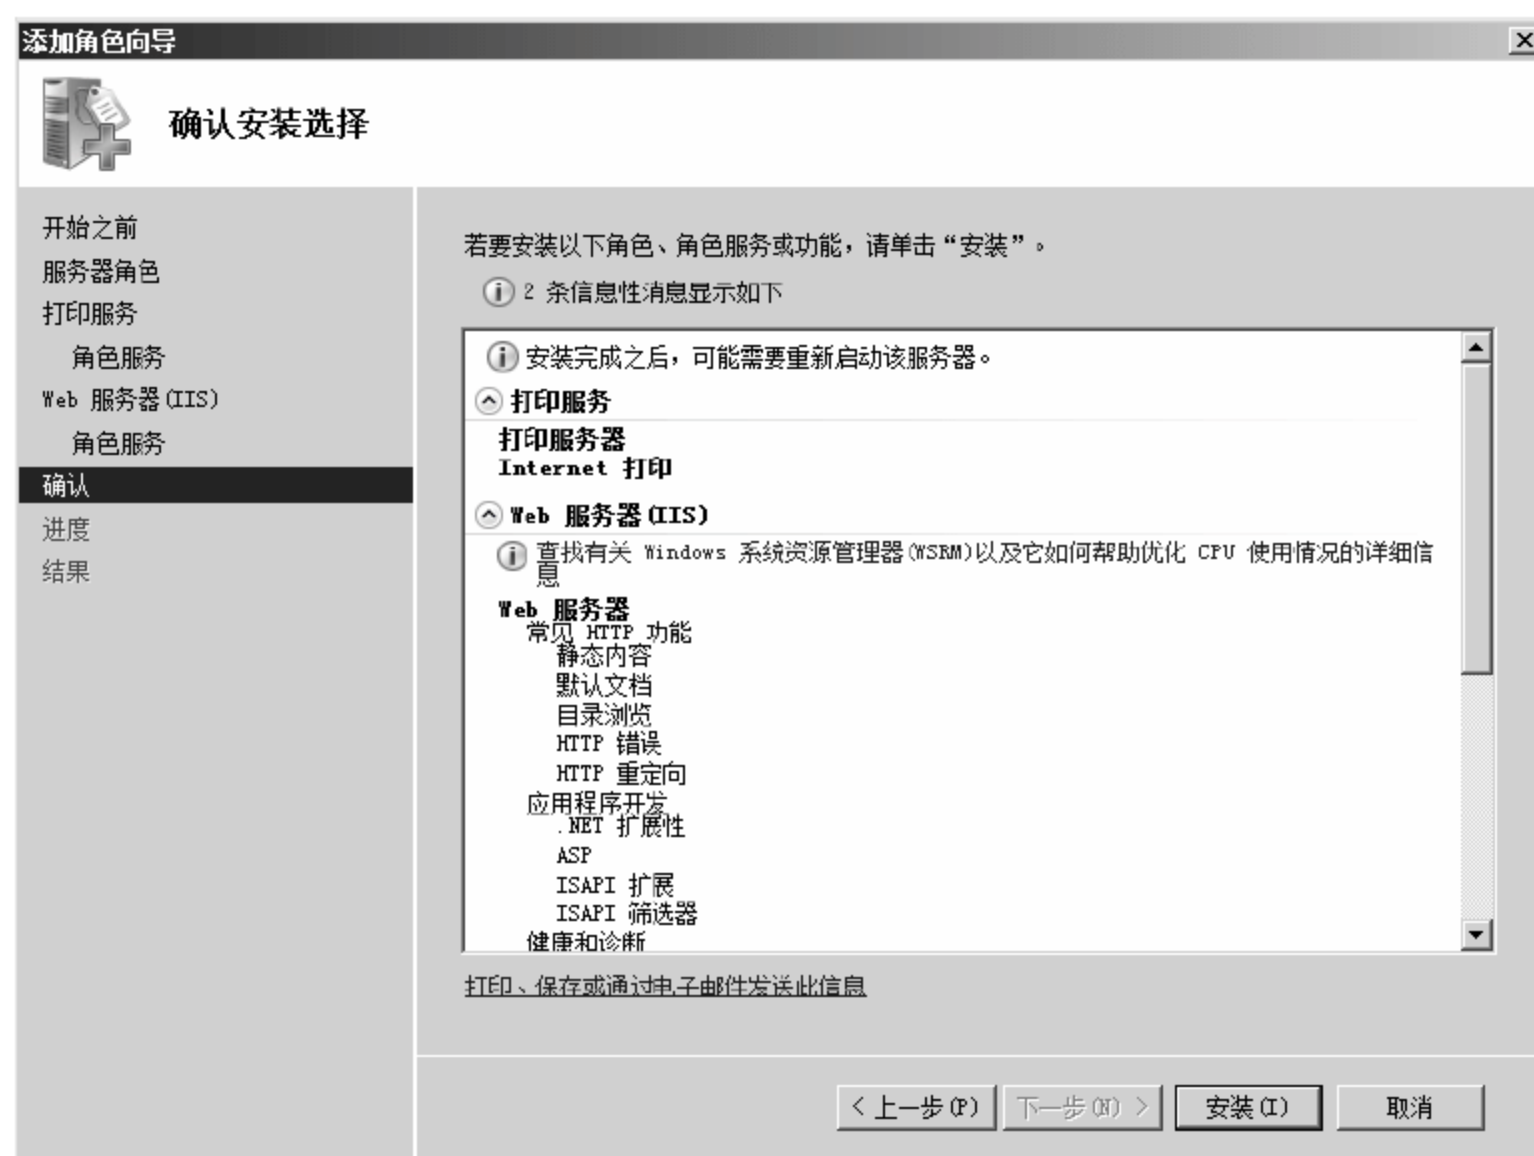 添加角色向导
确认安装选择
开始之前
服务器角色
打印服务
角色服务
Web 服务器(IIS)
角色服务
确认
进度
结果
若要安装以下角色、角色服务或功能，请单击“安装”。
2 条信息性消息显示如下
安装完成之后，可能需要重新启动该服务器。
打印服务
打印服务器
Internet 打印
Web 服务器(IIS)
查找有关 Windows 系统资源管理器(WSRM)以及它如何帮助优化 CPU 使用情况的详细信
息
Web 服务器
常见 HTTP 功能
静态内容
默认文档
目录浏览
HTTP 错误
HTTP 重定向
应用程序开发
.NET 扩展性
ASP
ISAPI 扩展
ISAPI 筛选器
健康和诊断
打印、保存或通过电子邮件发送此信息
< 上一步(P)
下一步(N) >
安装(I)
取消